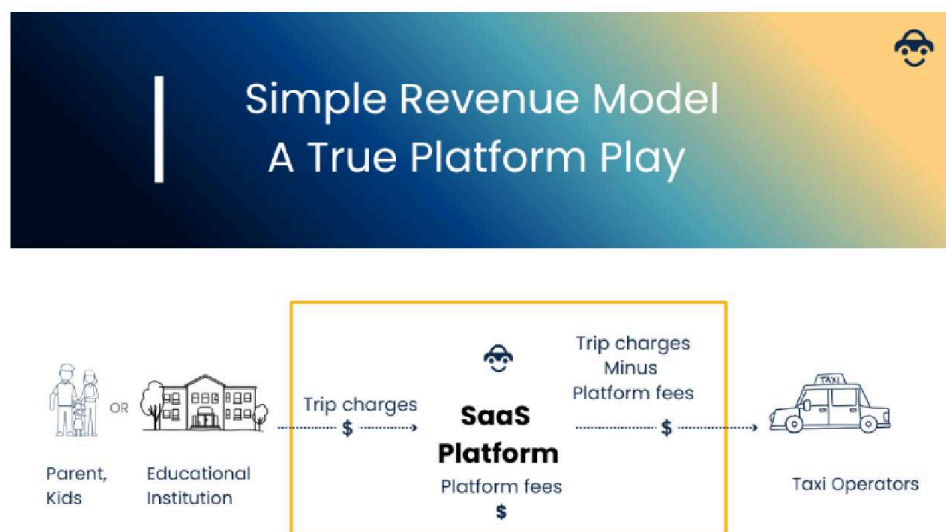 Simple Revenue Model
A True Platform Play
Parent,
Kids
OR
Educational
Institution
Trip charges
$
SaaS
Platform
Platform fees
$
Trip charges
Minus
Platform fees
$
TAXI
Taxi Operators